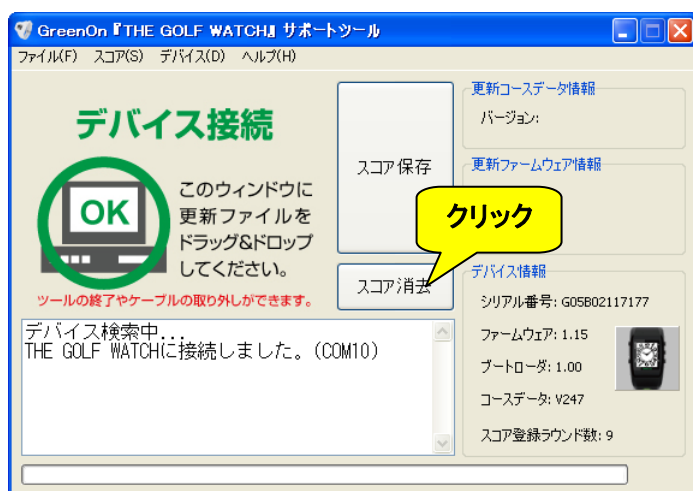 GreenOn『THE GOLF WATCH』サポートツール
ファイル(F) スコア(S) デバイス(D) ヘルプ(H)
デバイス接続
OK
このウィンドウに
更新ファイルを
ドラッグ&ドロップ
してください。
ツールの終了やケーブルの取り外しができます。
スコア保存
スコア消去
クリック
更新コースデータ情報
バージョン:
更新ファームウェア情報
デバイス情報
シリアル番号: G05B02117177
ファームウェア: 1.15
ブートローダ: 1.00
コースデータ: V247
スコア登録ラウンド数: 9
デバイス検索中...
THE GOLF WATCHに接続しました。(COM10)